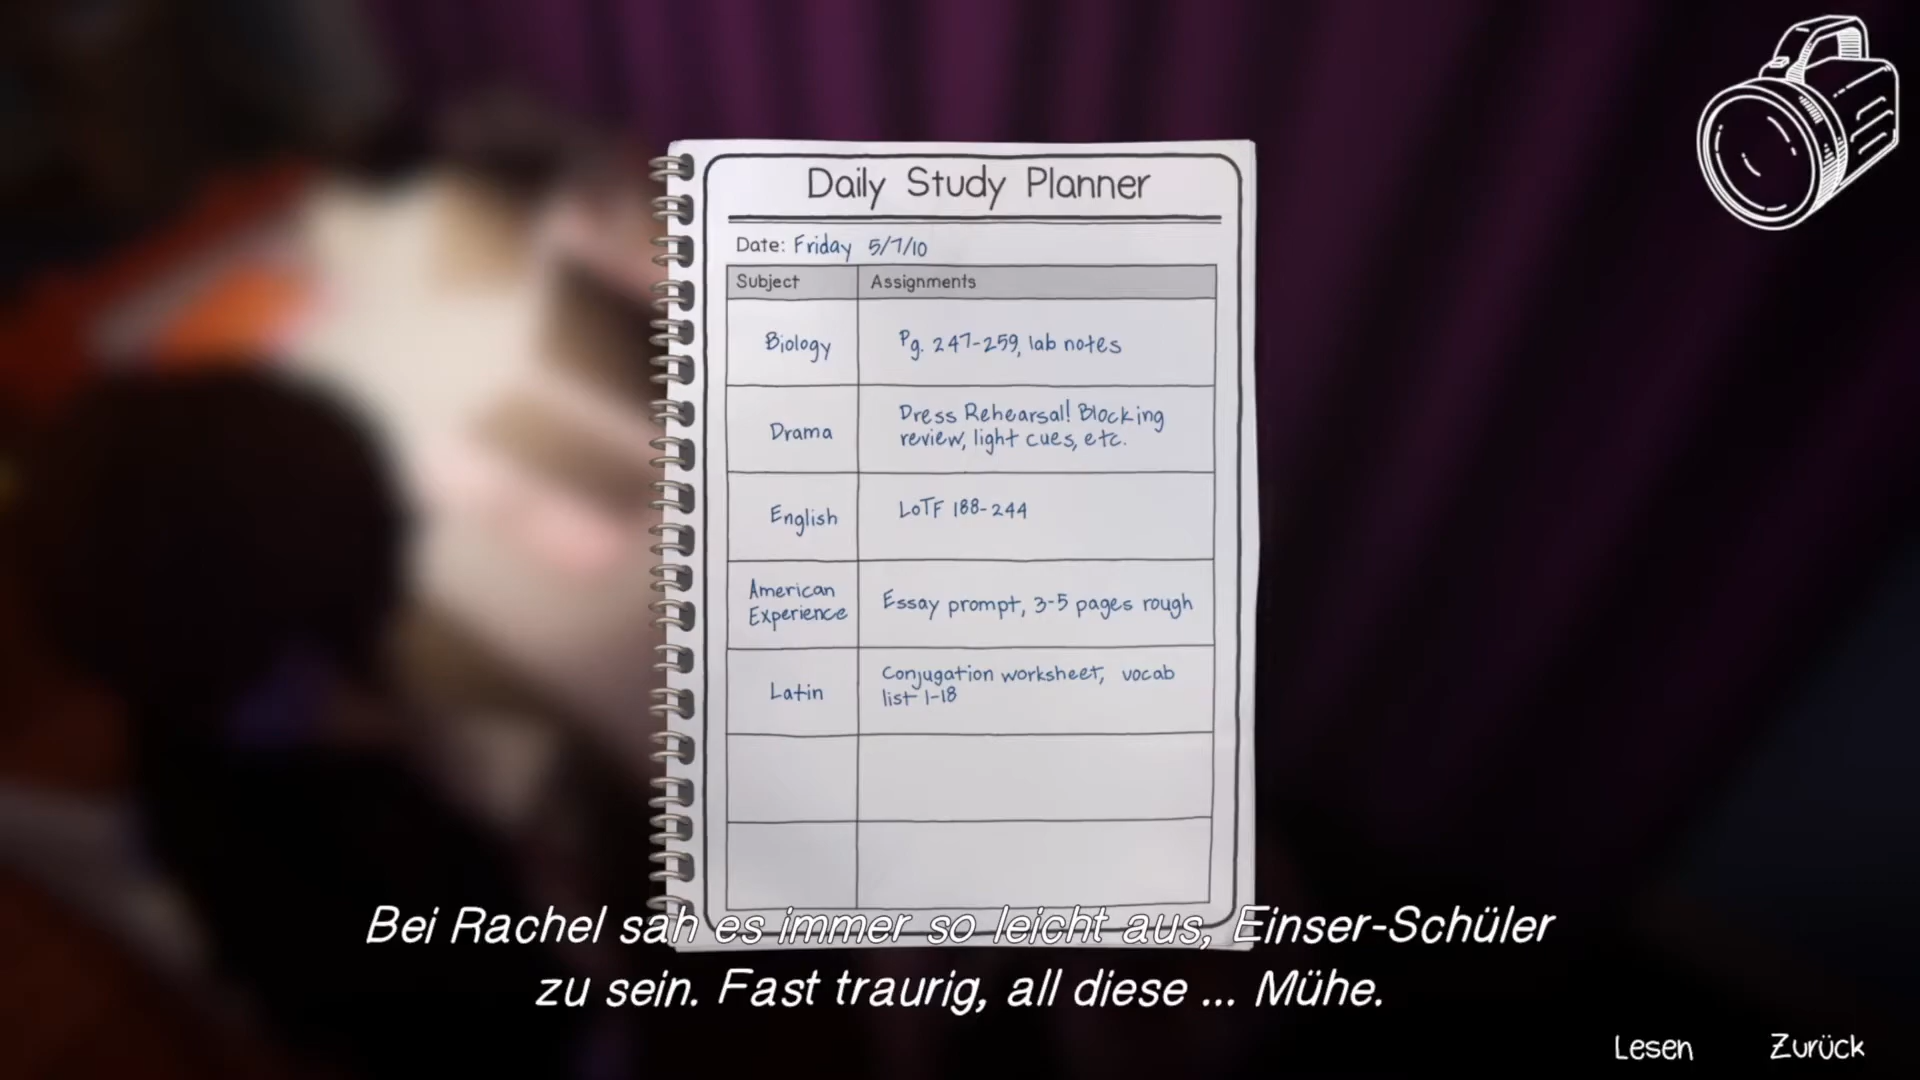 Daily Study Planner
Date: Friday 5/7/10
Subject Assignments
Biology Pg. 247-259, lab notes
Drama Dress Rehearsal! Blocking
review, light cues, etc.
English LoTF 188-244
American
Experience Essay prompt, 3-5 pages rough
Latin Conjugation worksheet, vocab
list 1-18
Bei Rachel sah es immer so leicht aus, Einser-Schüler
zu sein. Fast traurig, all diese ... Mühe.
Lesen Zurück